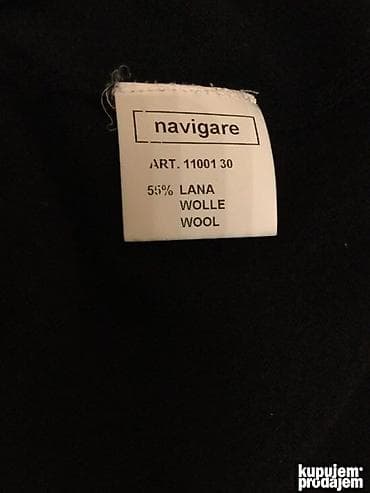 navigare
ART. 11001 30
55% LANA
WOLLE
WOOL
kupujem
prodajem